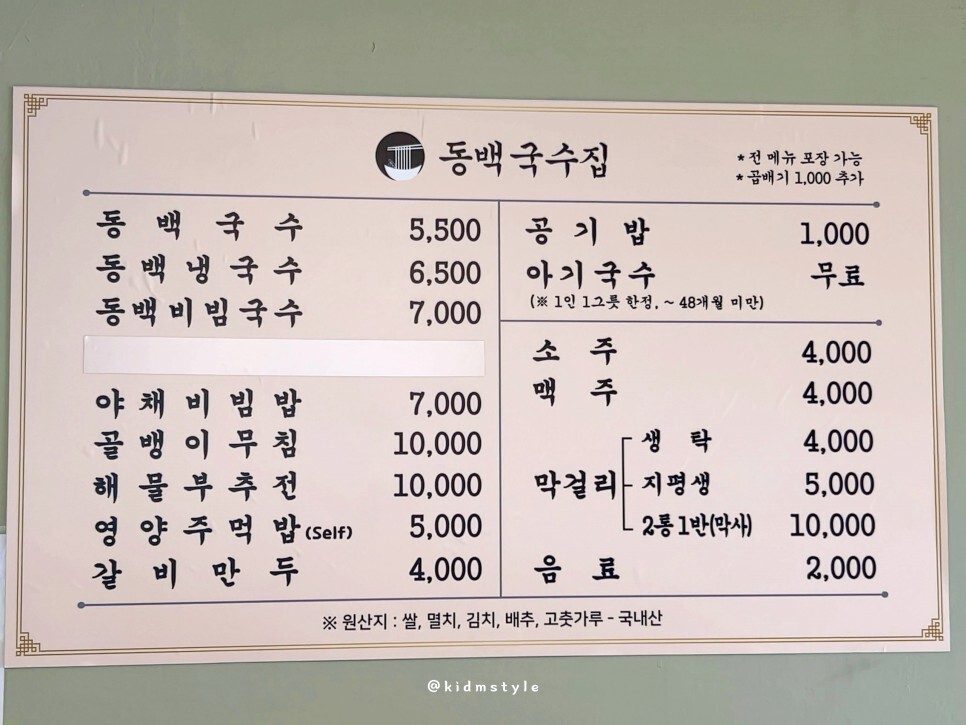 동백국수집
* 전 메뉴 포장 가능
* 곱배기 1,000 추가
동백국수 5,500
동백냉국수 6,500
동백비빔국수 7,000
야채비빔밥 7,000
골뱅이무침 10,000
해물부추전 10,000
영양주먹밥(Self) 5,000
갈비만두 4,000
공기밥 1,000
아기국수 무료
(※ 1인 1그릇 한정, ~ 48개월 미만)
소주 4,000
맥주 4,000
막걸리
생탁 4,000
지평생 5,000
2통1반(막사) 10,000
음료 2,000
※ 원산지 : 쌀, 멸치, 김치, 배추, 고춧가루 - 국내산
@kidmstyle